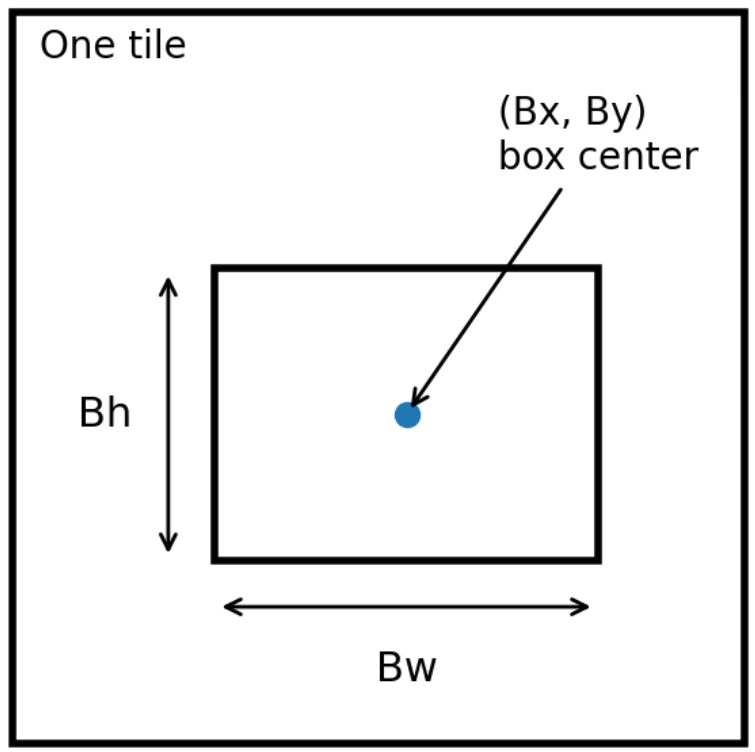 One tile
(Bx, By)
box center
Bh
Bw